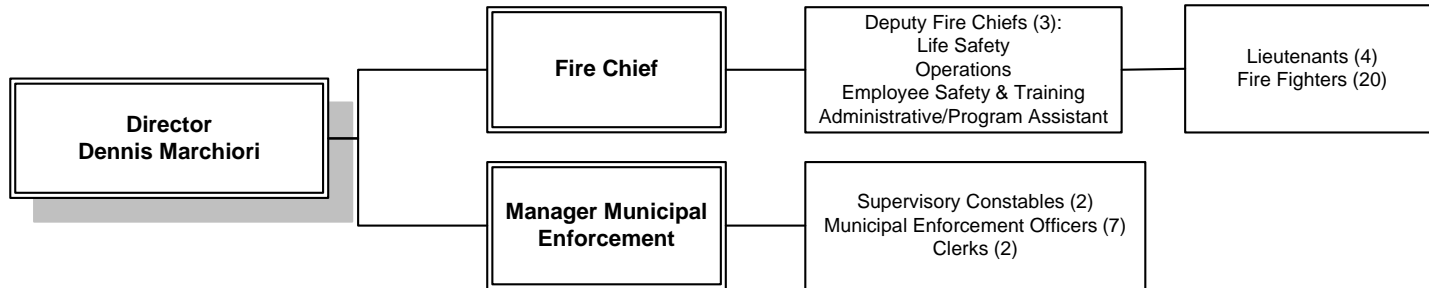 Director
Dennis Marchiori
Fire Chief
Deputy Fire Chiefs (3):
Life Safety
Operations
Employee Safety & Training
Administrative/Program Assistant
Lieutenants (4)
Fire Fighters (20)
Manager Municipal
Enforcement
Supervisory Constables (2)
Municipal Enforcement Officers (7)
Clerks (2)